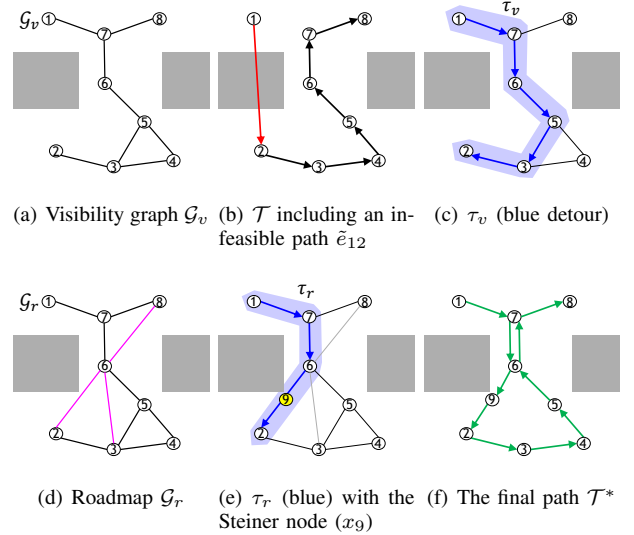 𝒢ᵥ 1 8 7 6 5 2 3 4
1 7 8 6 5 2 3 4
τᵥ 1 7 8 6 5 2 3 4
(a) Visibility graph 𝒢ᵥ (b) 𝒯 including an in- (c) τᵥ (blue detour)
feasible path ẽ₁₂
𝒢ᵣ 1 8 7 6 5 2 3 4
τᵣ 1 8 7 6 9 5 2 3 4
1 8 7 6 9 5 2 3 4
(d) Roadmap 𝒢ᵣ (e) τᵣ (blue) with the (f) The final path 𝒯*
Steiner node (x₉)